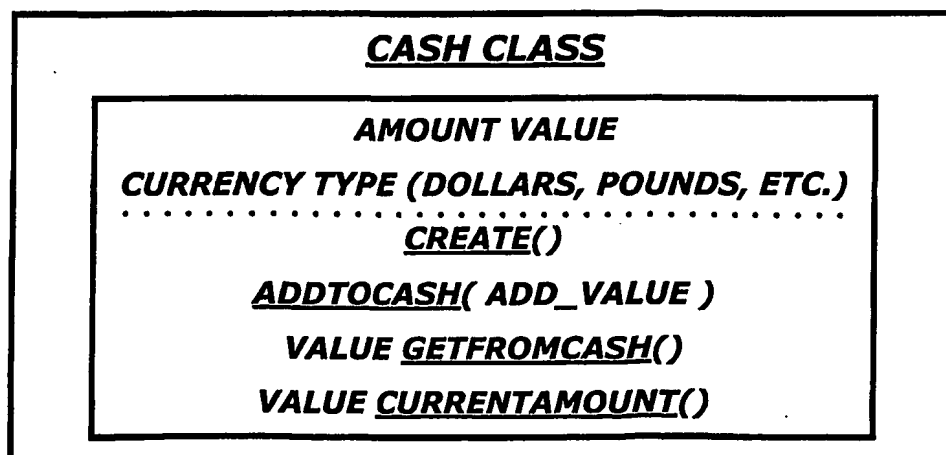 CASH CLASS
AMOUNT VALUE
CURRENCY TYPE (DOLLARS, POUNDS, ETC.)
CREATE()
ADDTOCASH( ADD_VALUE )
VALUE GETFROMCASH()
VALUE CURRENTAMOUNT()